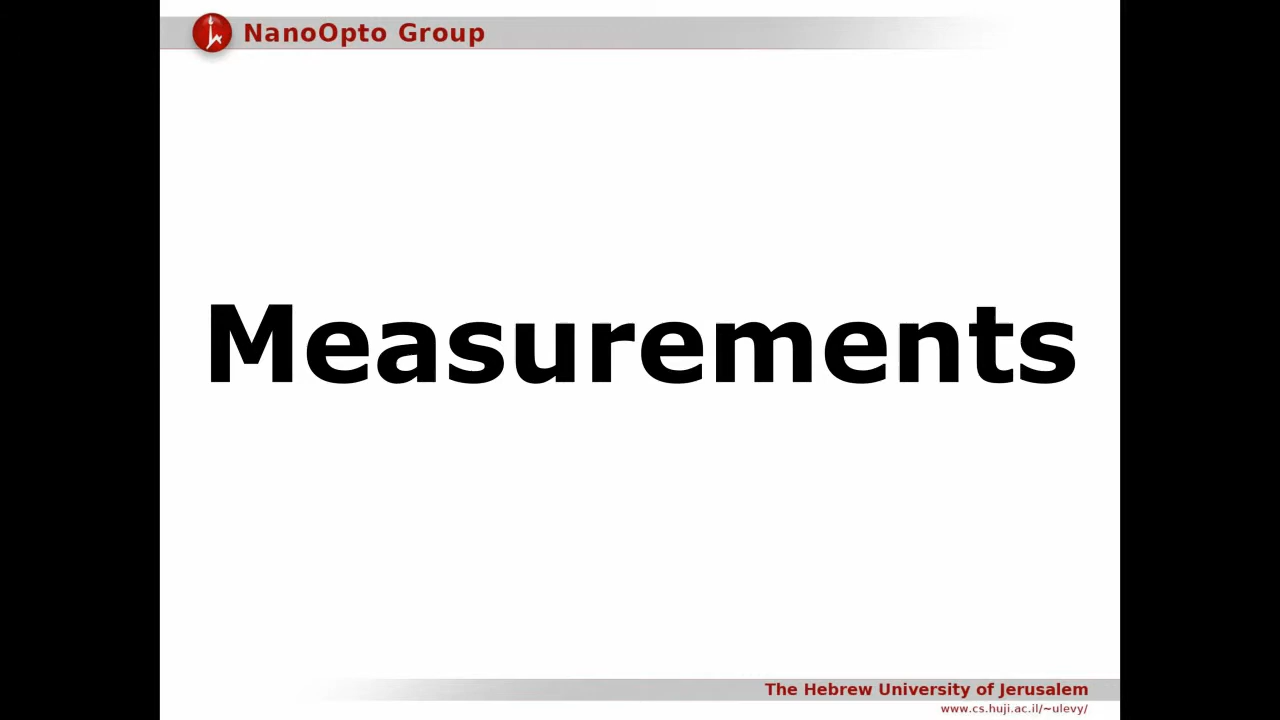 NanoOpto Group
Measurements
The Hebrew University of Jerusalem
www.cs.huji.ac.il/~ulevy/